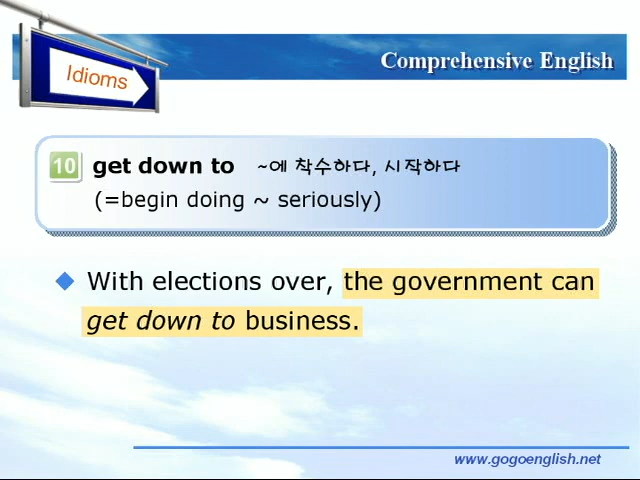 Idioms
Comprehensive English
10 get down to ~에 착수하다, 시작하다
(=begin doing ~ seriously)
With elections over, the government can
get down to business.
www.gogoenglish.net